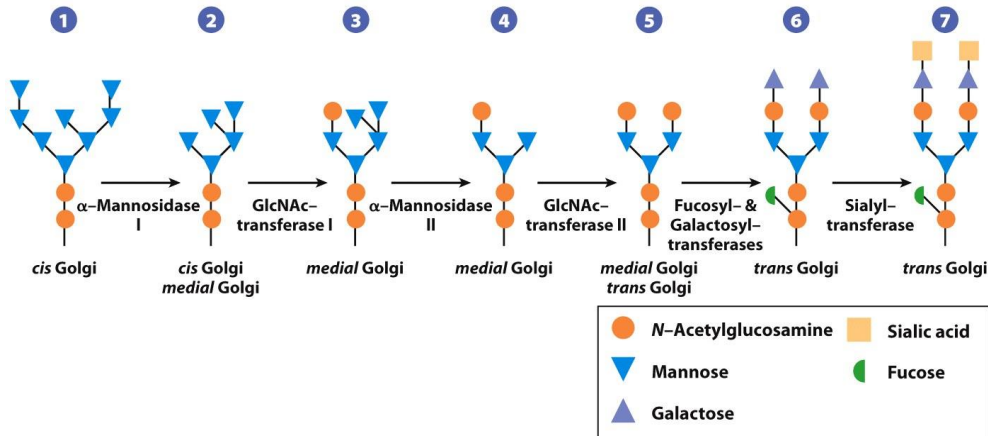 1 2 3 4 5 6 7
α–Mannosidase
I
GlcNAc–
transferase I
α–Mannosidase
II
GlcNAc–
transferase II
Fucosyl– &
Galactosyl–
transferases
Sialyl–
transferase
cis Golgi
cis Golgi
medial Golgi
medial Golgi
medial Golgi
medial Golgi
trans Golgi
trans Golgi
trans Golgi
N–Acetylglucosamine
Mannose
Galactose
Sialic acid
Fucose